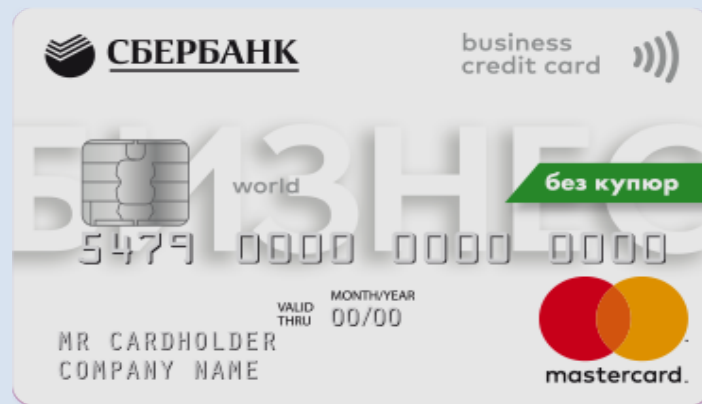 СБЕРБАНК
business
credit card
БИЗНЕС
world
без купюр
5479 0000 0000 0000
VALID THRU
MONTH/YEAR
00/00
MR CARDHOLDER
COMPANY NAME
mastercard.